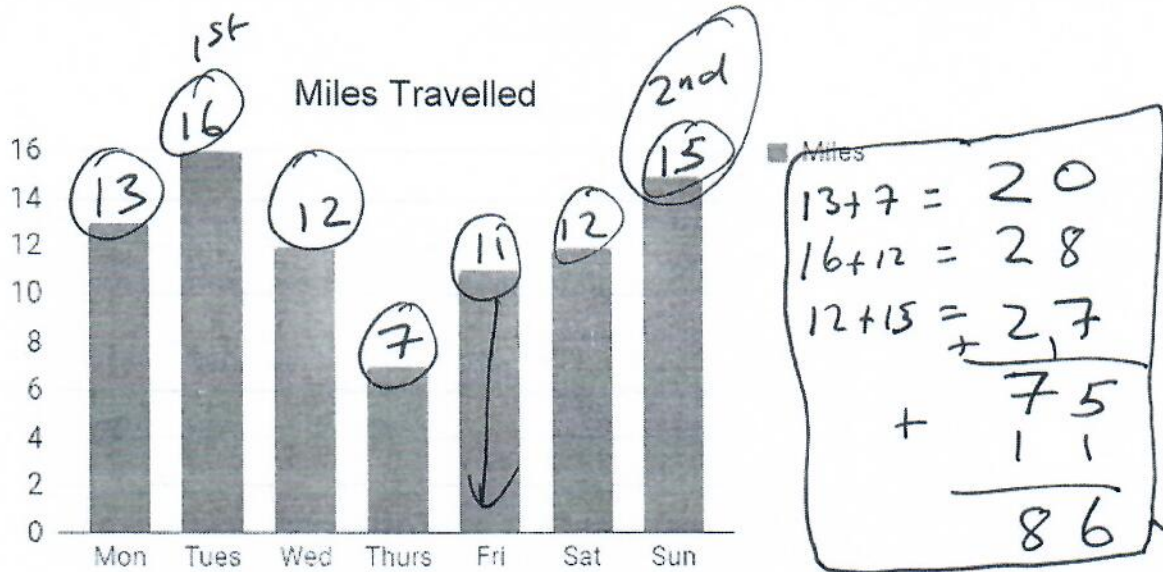 1st
Miles Travelled
2nd
13
16
12
7
11
12
15
16
14
12
10
8
6
4
2
0
Mon Tues Wed Thurs Fri Sat Sun
Miles
13+7 = 20
16+12 = 28
12+15 = 27
+ 1
75
+ 11
86